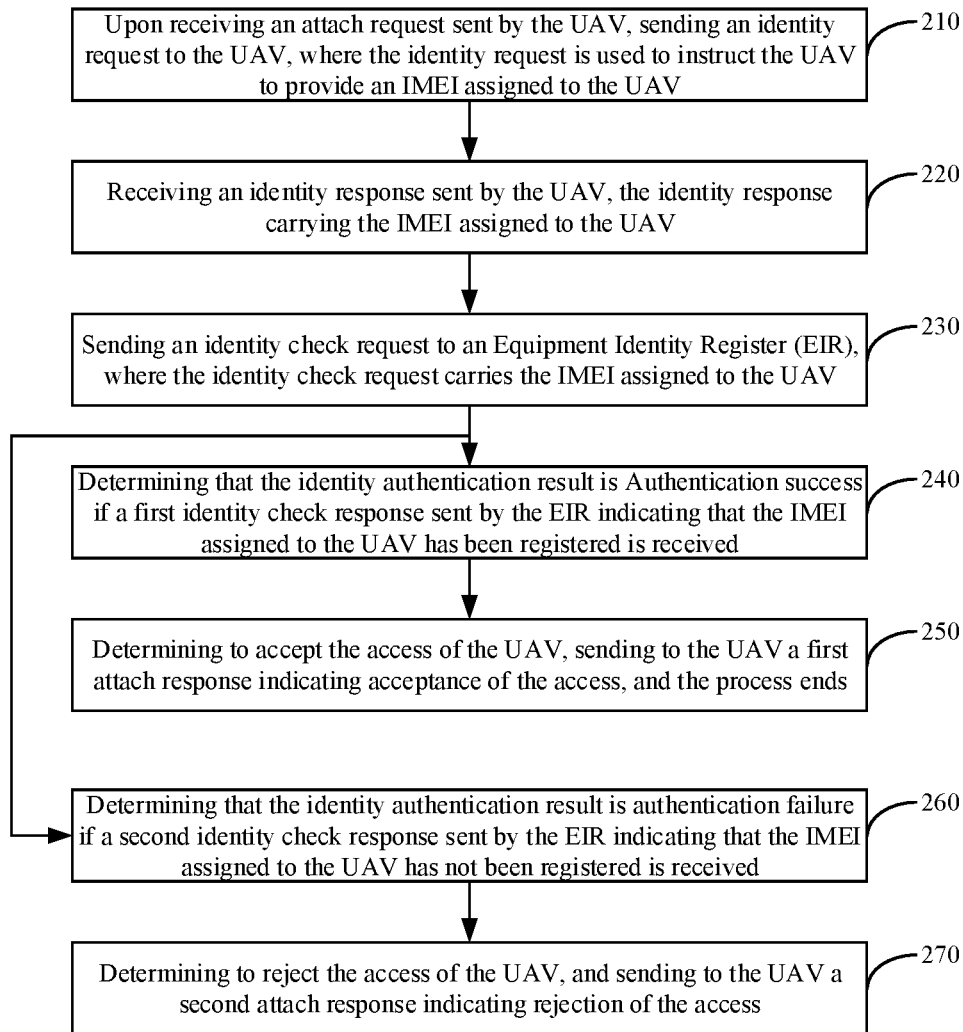 Upon receiving an attach request sent by the UAV, sending an identity
request to the UAV, where the identity request is used to instruct the UAV
to provide an IMEI assigned to the UAV
210
Receiving an identity response sent by the UAV, the identity response
carrying the IMEI assigned to the UAV
220
Sending an identity check request to an Equipment Identity Register (EIR),
where the identity check request carries the IMEI assigned to the UAV
230
Determining that the identity authentication result is Authentication success
if a first identity check response sent by the EIR indicating that the IMEI
assigned to the UAV has been registered is received
240
Determining to accept the access of the UAV, sending to the UAV a first
attach response indicating acceptance of the access, and the process ends
250
Determining that the identity authentication result is authentication failure
if a second identity check response sent by the EIR indicating that the IMEI
assigned to the UAV has not been registered is received
260
Determining to reject the access of the UAV, and sending to the UAV a
second attach response indicating rejection of the access
270